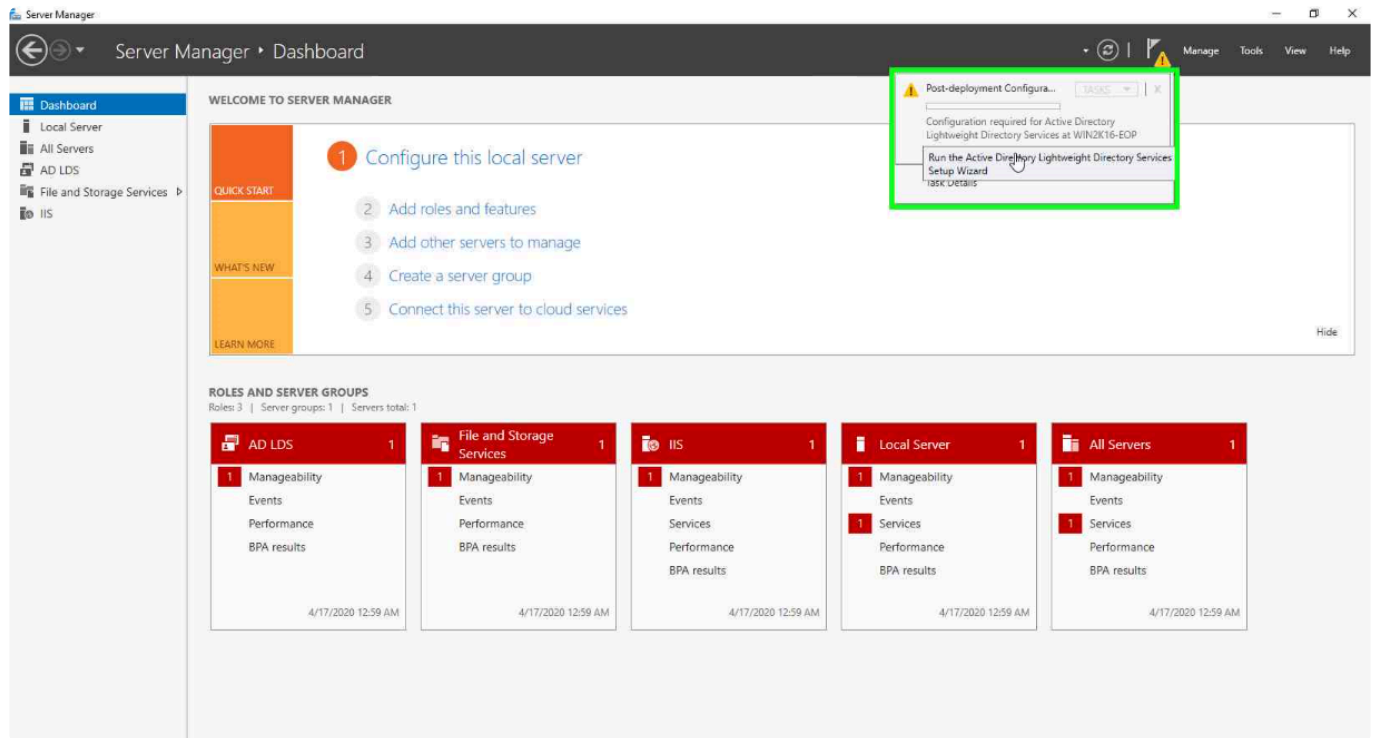 Server Manager
Server Manager • Dashboard
Manage Tools View Help
Dashboard
Local Server
All Servers
AD LDS
File and Storage Services
IIS
WELCOME TO SERVER MANAGER
QUICK START
WHAT'S NEW
LEARN MORE
1 Configure this local server
2 Add roles and features
3 Add other servers to manage
4 Create a server group
5 Connect this server to cloud services
Hide
Post-deployment Configura... TASKS X
Configuration required for Active Directory
Lightweight Directory Services at WIN2K16-EOP
Run the Active Directory Lightweight Directory Services
Setup Wizard
Task Details
ROLES AND SERVER GROUPS
Roles: 3 | Server groups: 1 | Servers total: 1
AD LDS 1
1 Manageability
Events
Performance
BPA results
4/17/2020 12:59 AM
File and Storage
Services 1
1 Manageability
Events
Performance
BPA results
4/17/2020 12:59 AM
IIS 1
1 Manageability
Events
Services
Performance
BPA results
4/17/2020 12:59 AM
Local Server 1
1 Manageability
Events
1 Services
Performance
BPA results
4/17/2020 12:59 AM
All Servers 1
1 Manageability
Events
1 Services
Performance
BPA results
4/17/2020 12:59 AM